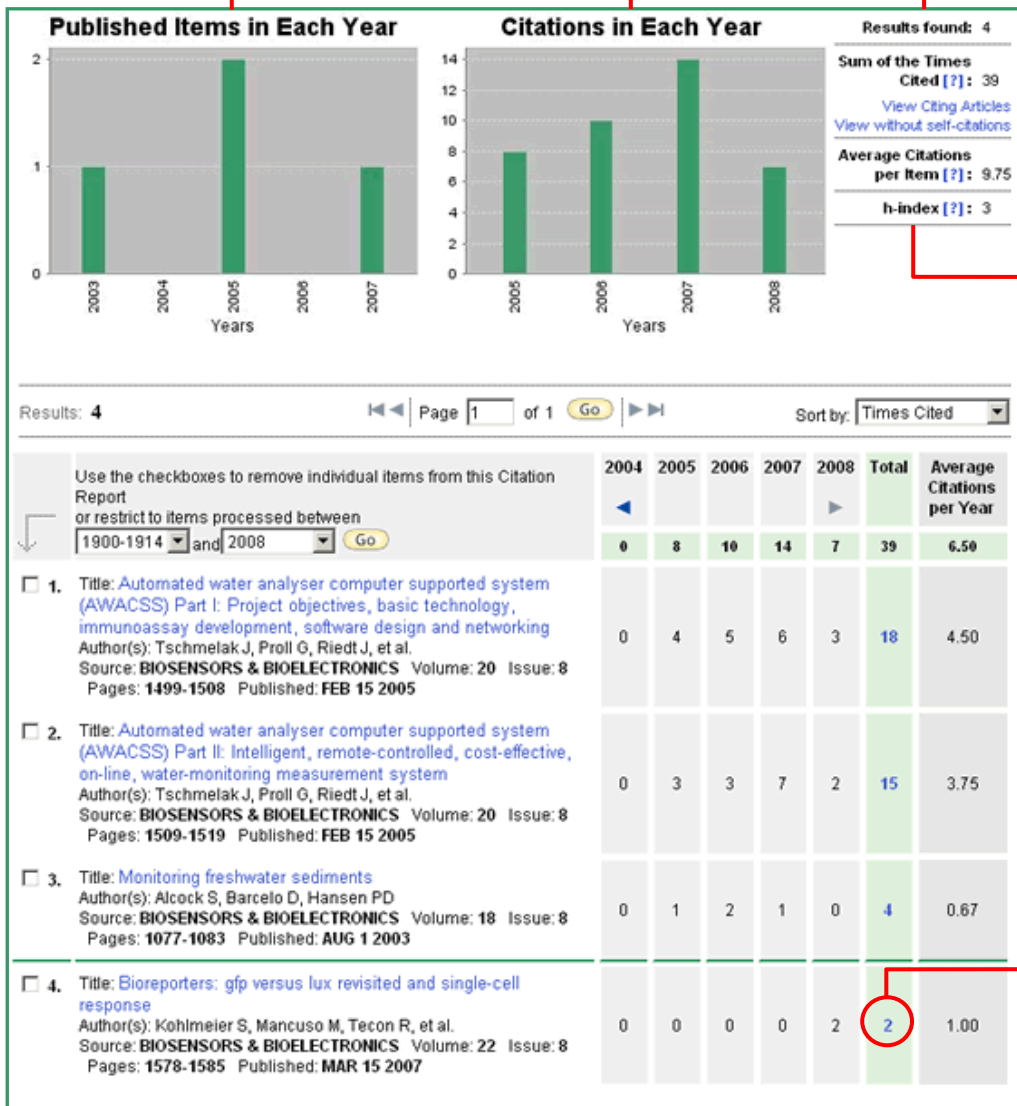 Published Items in Each Year
2
1
0
2003
2004
2005
2006
2007
Years
Citations in Each Year
14
12
10
8
6
4
2
0
2005
2006
2007
2008
Years
Results found: 4
Sum of the Times
Cited [?] : 39
View Citing Articles
View without self-citations
Average Citations
per Item [?] : 9.75
h-index [?] : 3
Results: 4
Page 1 of 1 Go
Sort by: Times Cited
Use the checkboxes to remove individual items from this Citation
Report
or restrict to items processed between
1900-1914 and 2008 Go
2004 2005 2006 2007 2008 Total Average
Citations
per Year
0 8 10 14 7 39 6.50
1. Title: Automated water analyser computer supported system
(AWACSS) Part I: Project objectives, basic technology,
immunoassay development, software design and networking
Author(s): Tschmelak J, Proll G, Riedt J, et al.
Source: BIOSENSORS & BIOELECTRONICS Volume: 20 Issue: 8
Pages: 1499-1508 Published: FEB 15 2005
0 4 5 6 3 18 4.50
2. Title: Automated water analyser computer supported system
(AWACSS) Part II: Intelligent, remote-controlled, cost-effective,
on-line, water-monitoring measurement system
Author(s): Tschmelak J, Proll G, Riedt J, et al.
Source: BIOSENSORS & BIOELECTRONICS Volume: 20 Issue: 8
Pages: 1509-1519 Published: FEB 15 2005
0 3 3 7 2 15 3.75
3. Title: Monitoring freshwater sediments
Author(s): Alcock S, Barcelo D, Hansen PD
Source: BIOSENSORS & BIOELECTRONICS Volume: 18 Issue: 8
Pages: 1077-1083 Published: AUG 1 2003
0 1 2 1 0 4 0.67
4. Title: Bioreporters: gfp versus lux revisited and single-cell
response
Author(s): Kohlmeier S, Mancuso M, Tecon R, et al.
Source: BIOSENSORS & BIOELECTRONICS Volume: 22 Issue: 8
Pages: 1578-1585 Published: MAR 15 2007
0 0 0 0 2 2 1.00